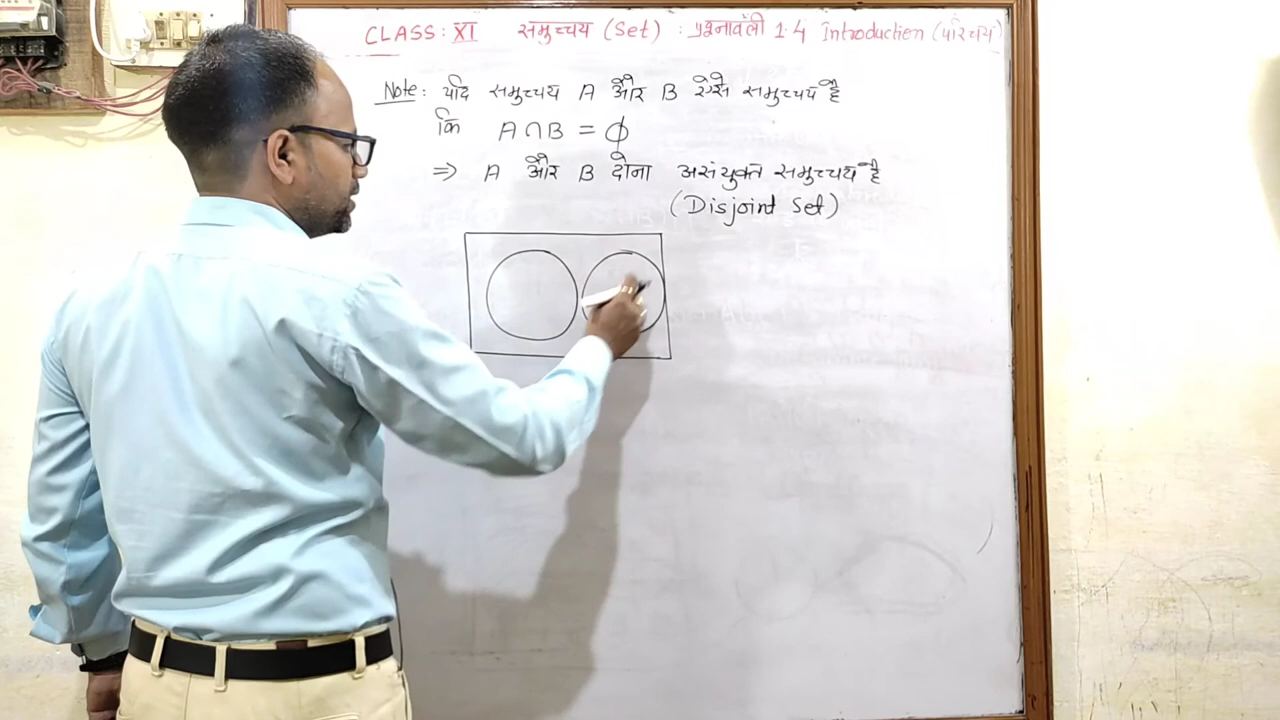 CLASS: XI समुच्चय (Set) : प्रश्नावली 1.4 Introduction (परिचय)
Note: यदि समुच्चय A और B ऐसे समुच्चय है
कि A∩B = ϕ
⇒ A और B दोनो असंयुक्त समुच्चय है
(Disjoint Set)